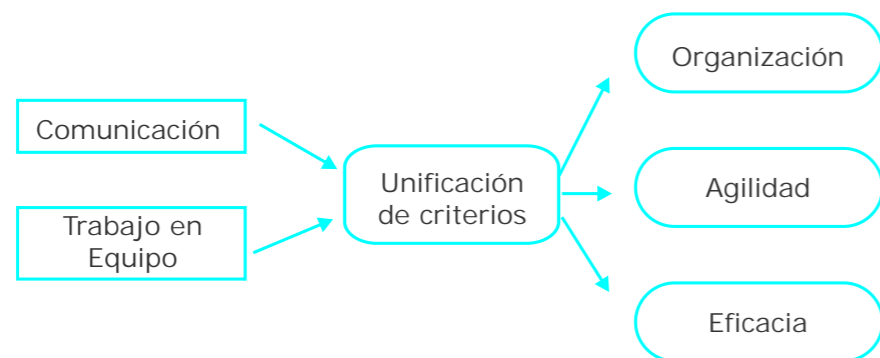 Comunicación
Trabajo en
Equipo
Unificación
de criterios
Organización
Agilidad
Eficacia